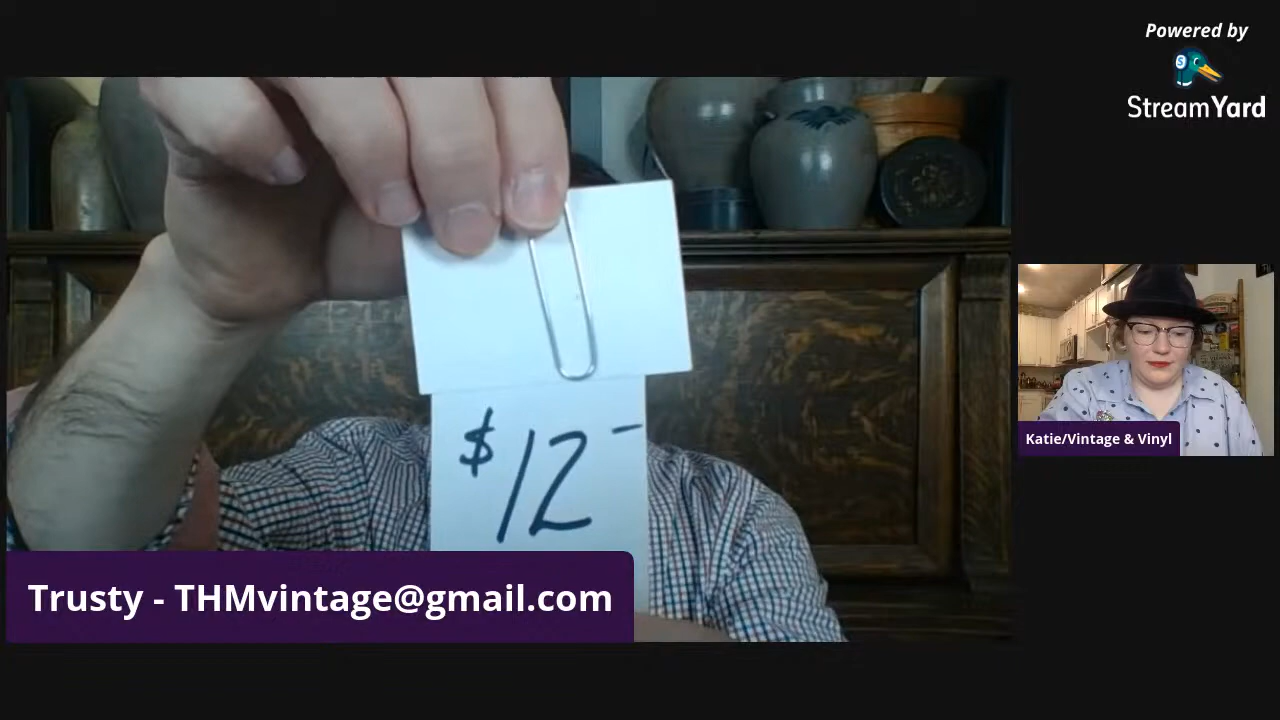 Powered by
StreamYard
$12-
Katie/Vintage & Vinyl
Trusty - THMvintage@gmail.com